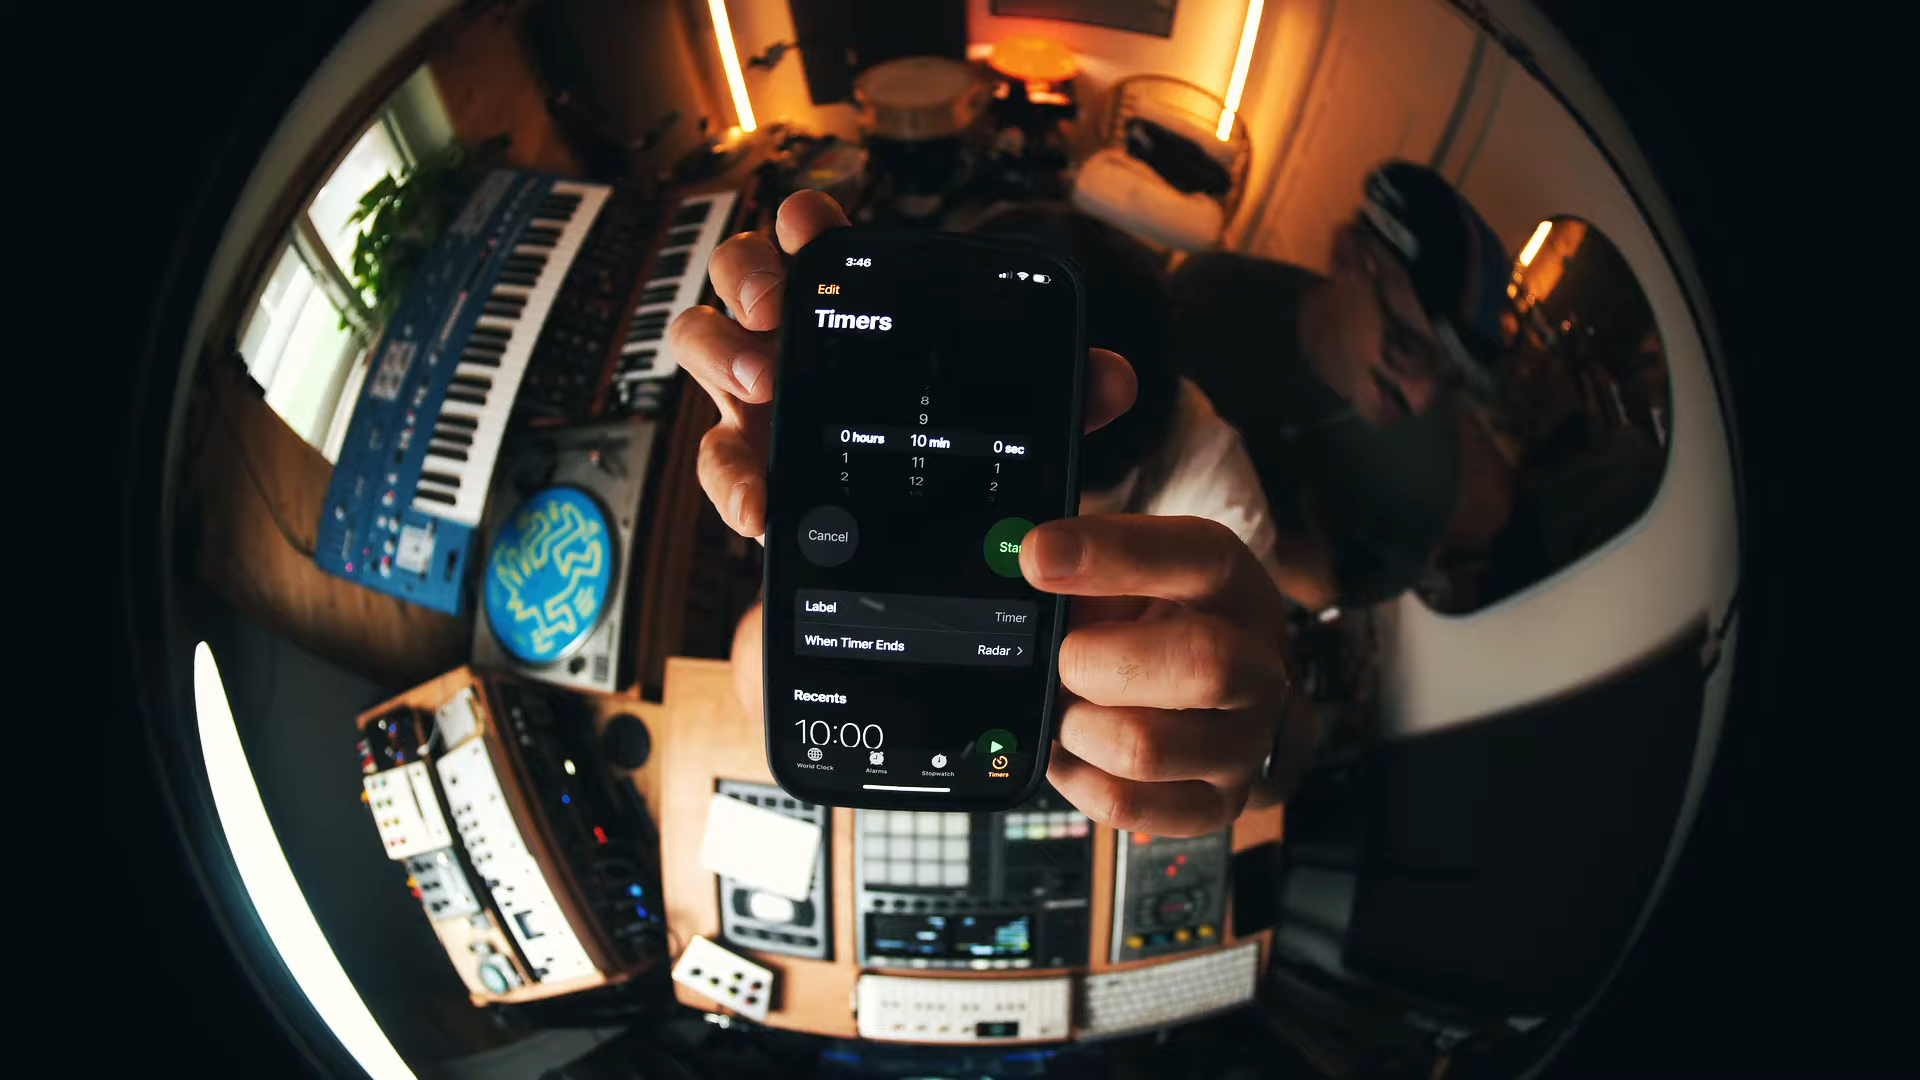 3:46
Edit
Timers
8
9
0 hours 10 min 0 sec
1 11 1
2 12 2
Cancel
Label Timer
When Timer Ends Radar
Recents
10:00
World Clock Alarms Stopwatch Timers